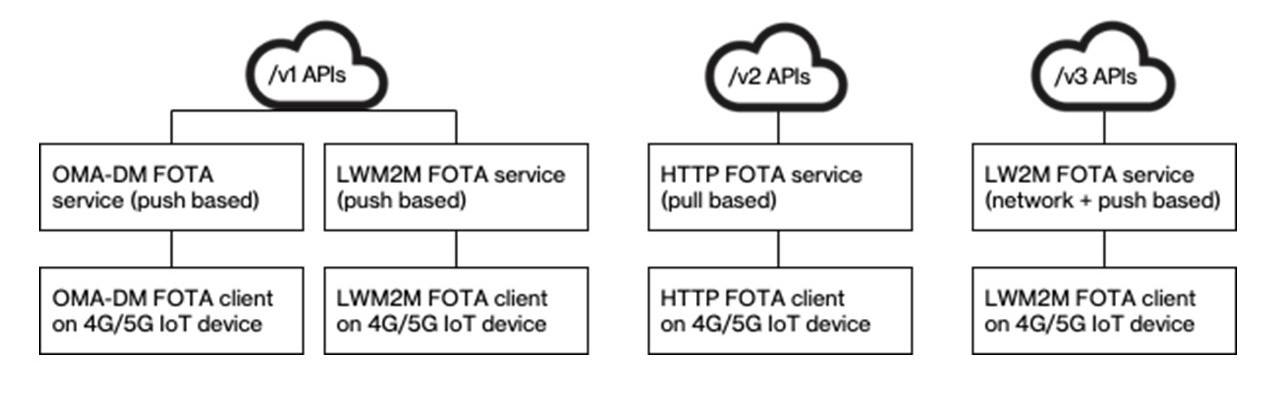 /v1 APIs
/v2 APIs
/v3 APIs
OMA-DM FOTA
service (push based)
LWM2M FOTA service
(push based)
HTTP FOTA service
(pull based)
LW2M FOTA service
(network + push based)
OMA-DM FOTA client
on 4G/5G IoT device
LWM2M FOTA client
on 4G/5G IoT device
HTTP FOTA client
on 4G/5G IoT device
LWM2M FOTA client
on 4G/5G IoT device